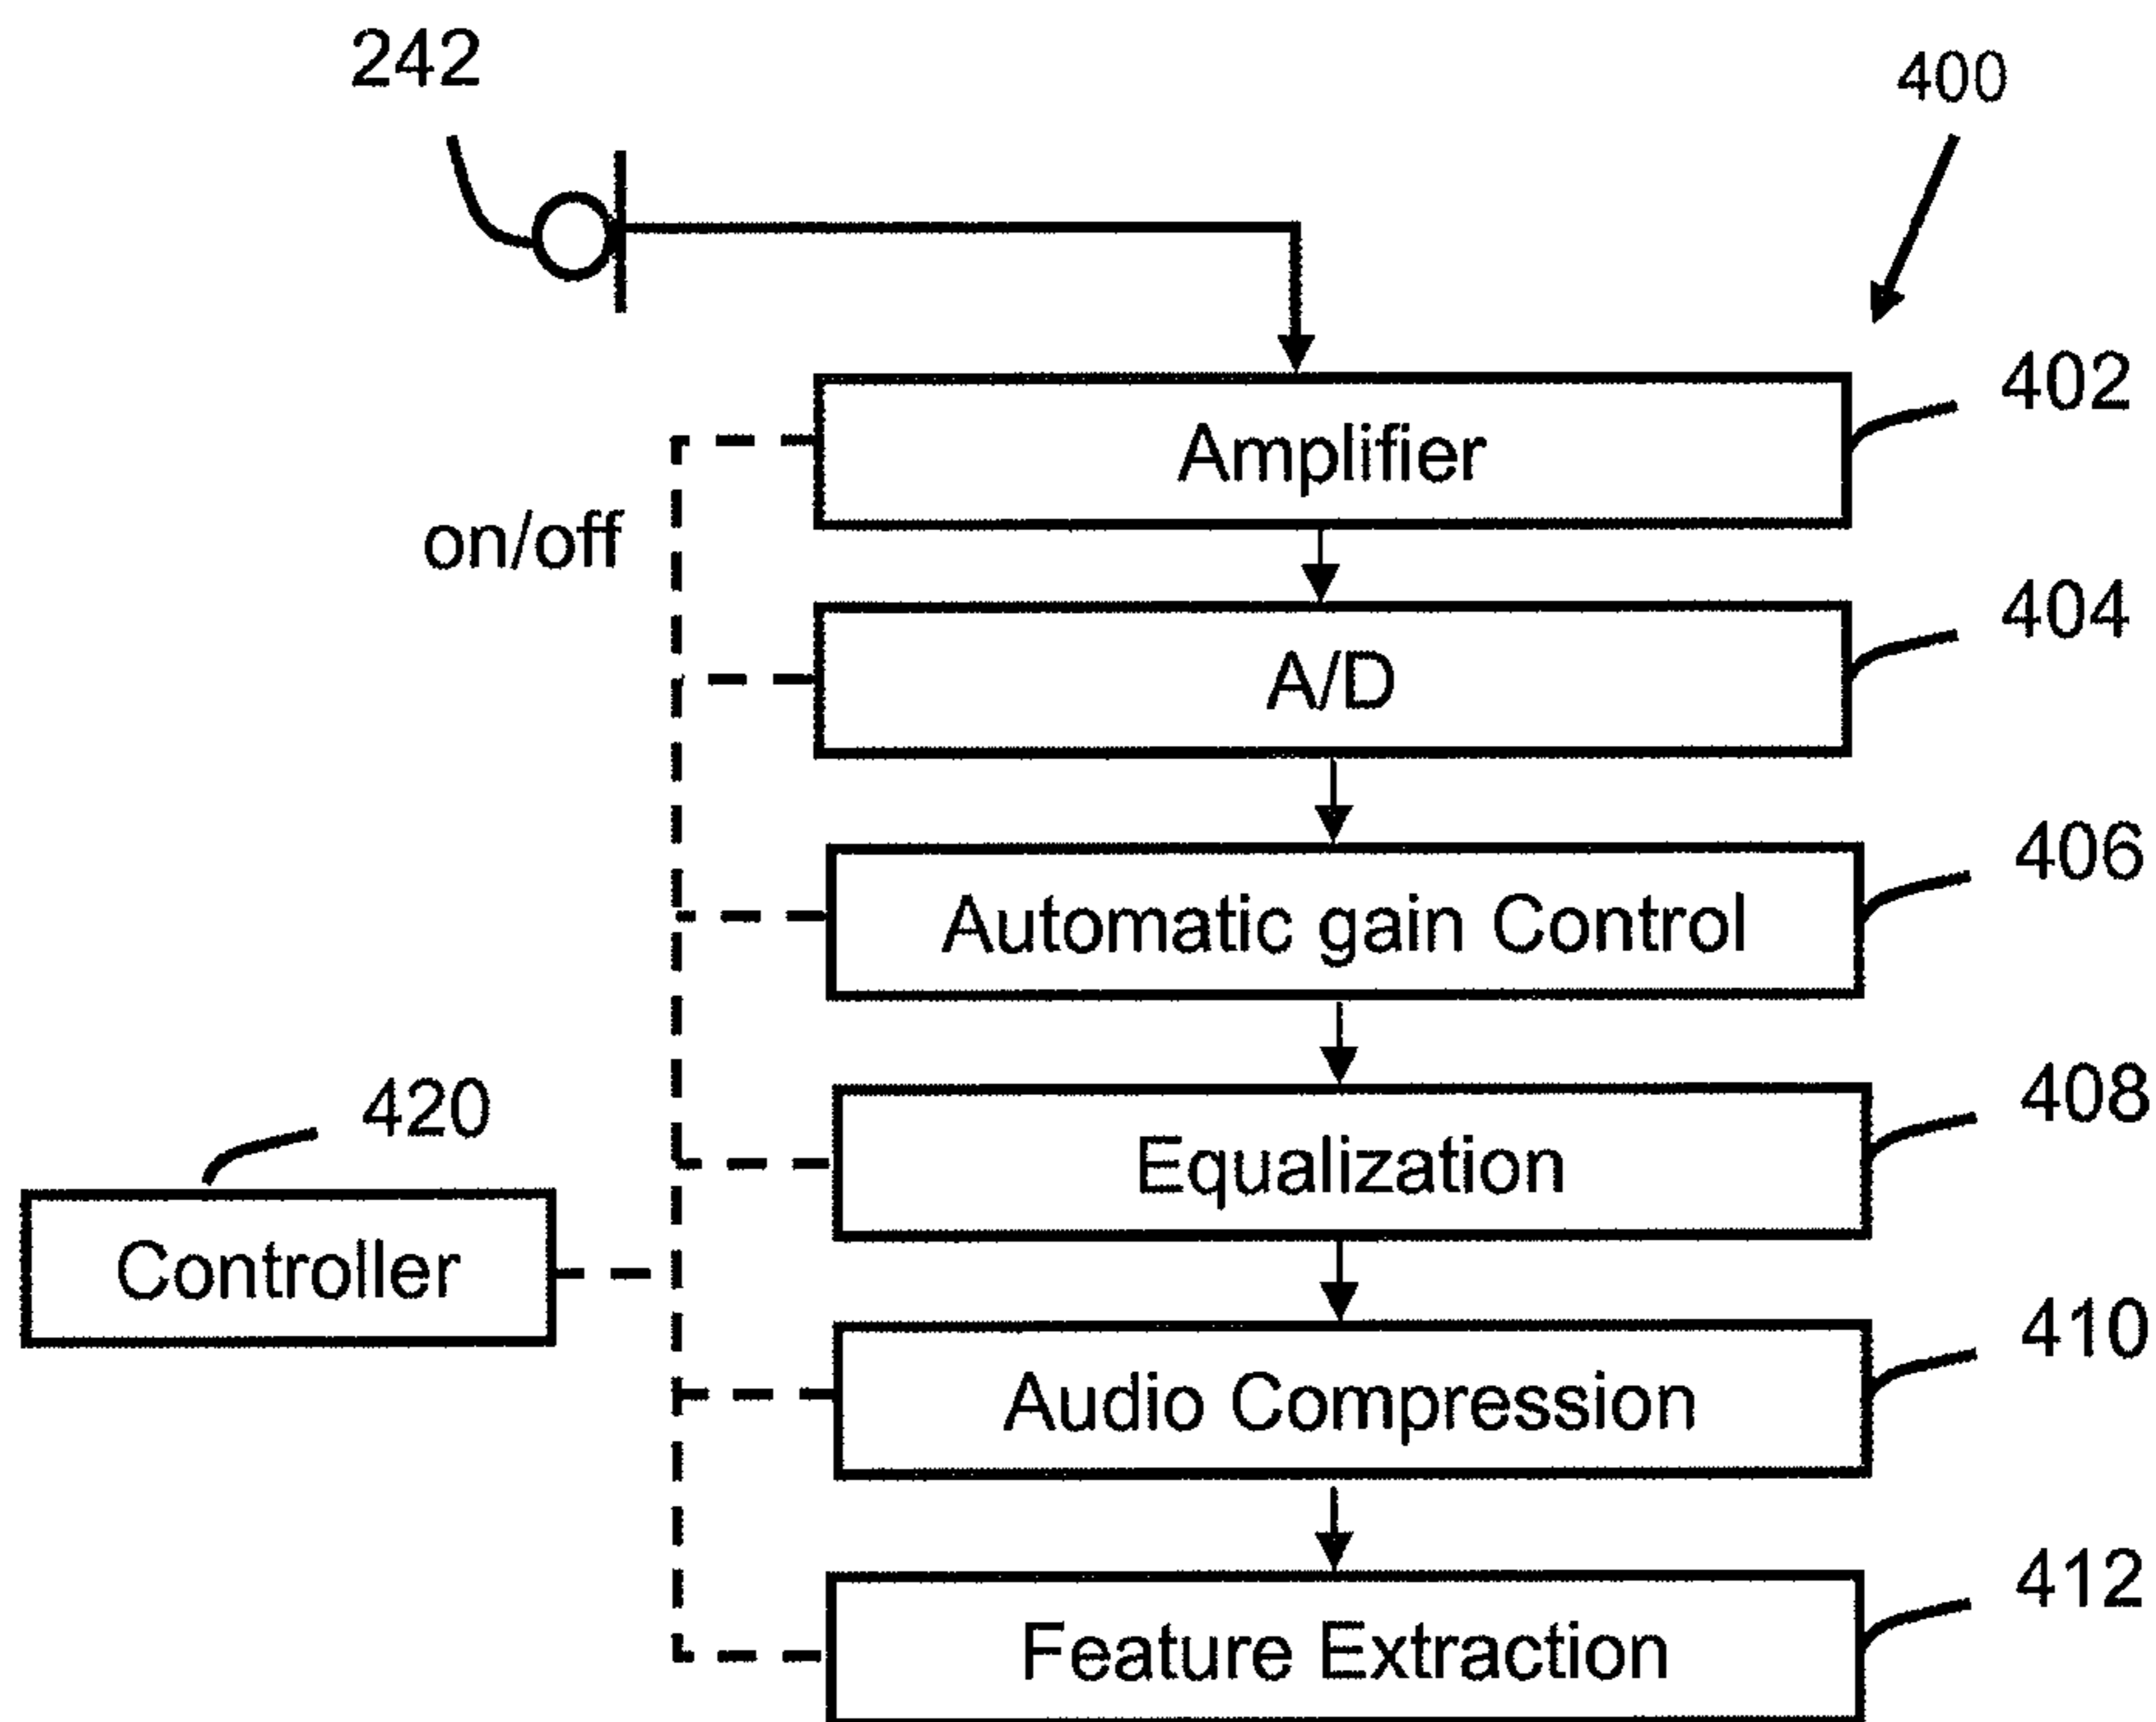 242
400
402
Amplifier
on/off
404
A/D
406
Automatic gain Control
408
Equalization
420
Controller
410
Audio Compression
412
Feature Extraction